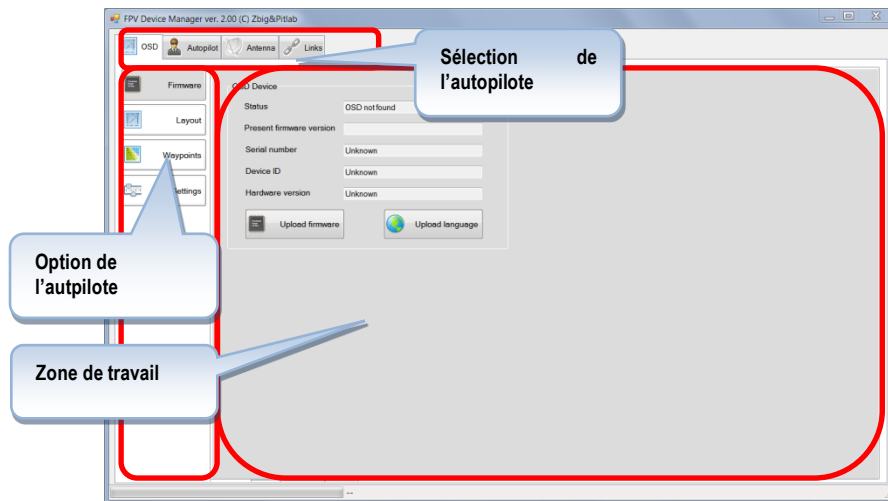 FPV Device Manager ver. 2.00 (C) Zbig&Pitlab
OSD Autopilot Antenna Links
Sélection de
l'autopilote
Firmware
Layout
Waypoints
OSD Device
Status OSD not found
Present firmware version
Serial number Unknown
Device ID Unknown
Hardware version Unknown
Upload firmware Upload language
Option de
l'autpilote
Zone de travail
--